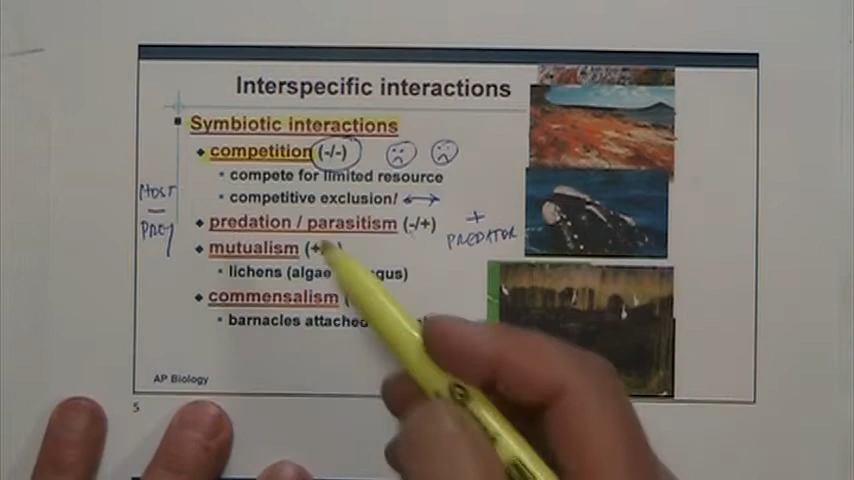 Interspecific interactions
Symbiotic interactions
competition (-/-)
compete for limited resource
competitive exclusion/
predation / parasitism (-/+)
mutualism (+
lichens (algae
commensalism (
barnacles attached
HOST
PREY
+
PREDATOR
AP Biology
5